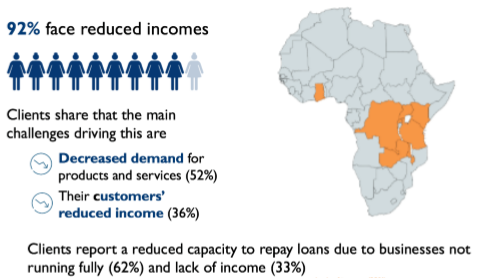 92% face reduced incomes
Clients share that the main
challenges driving this are
Decreased demand for
products and services (52%)
Their customers'
reduced income (36%)
Clients report a reduced capacity to repay loans due to businesses not
running fully (62%) and lack of income (33%)